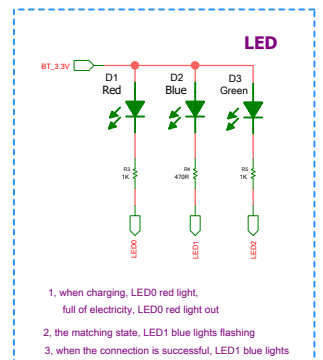 LED
BT_3.3V
D1 D2 D3
Red Blue Green
R3 R4 R5
1K 470R 1K
LED0 LED1 LED2
1, when charging, LED0 red light,
full of electricity, LED0 red light out
2, the matching state, LED1 blue lights flashing
3, when the connection is successful, LED1 blue lights